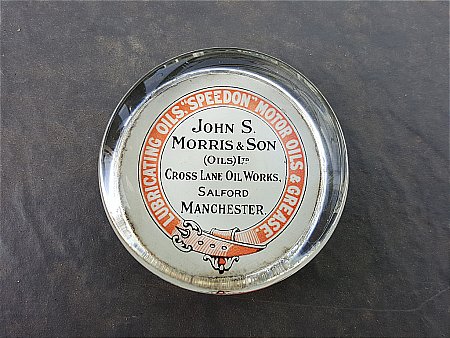 LUBRICATING OILS. "SPEEDON" MOTOR OILS & GREASE
JOHN S.
MORRIS & SON
(OILS) LTD
CROSS LANE OIL WORKS.
SALFORD
MANCHESTER.